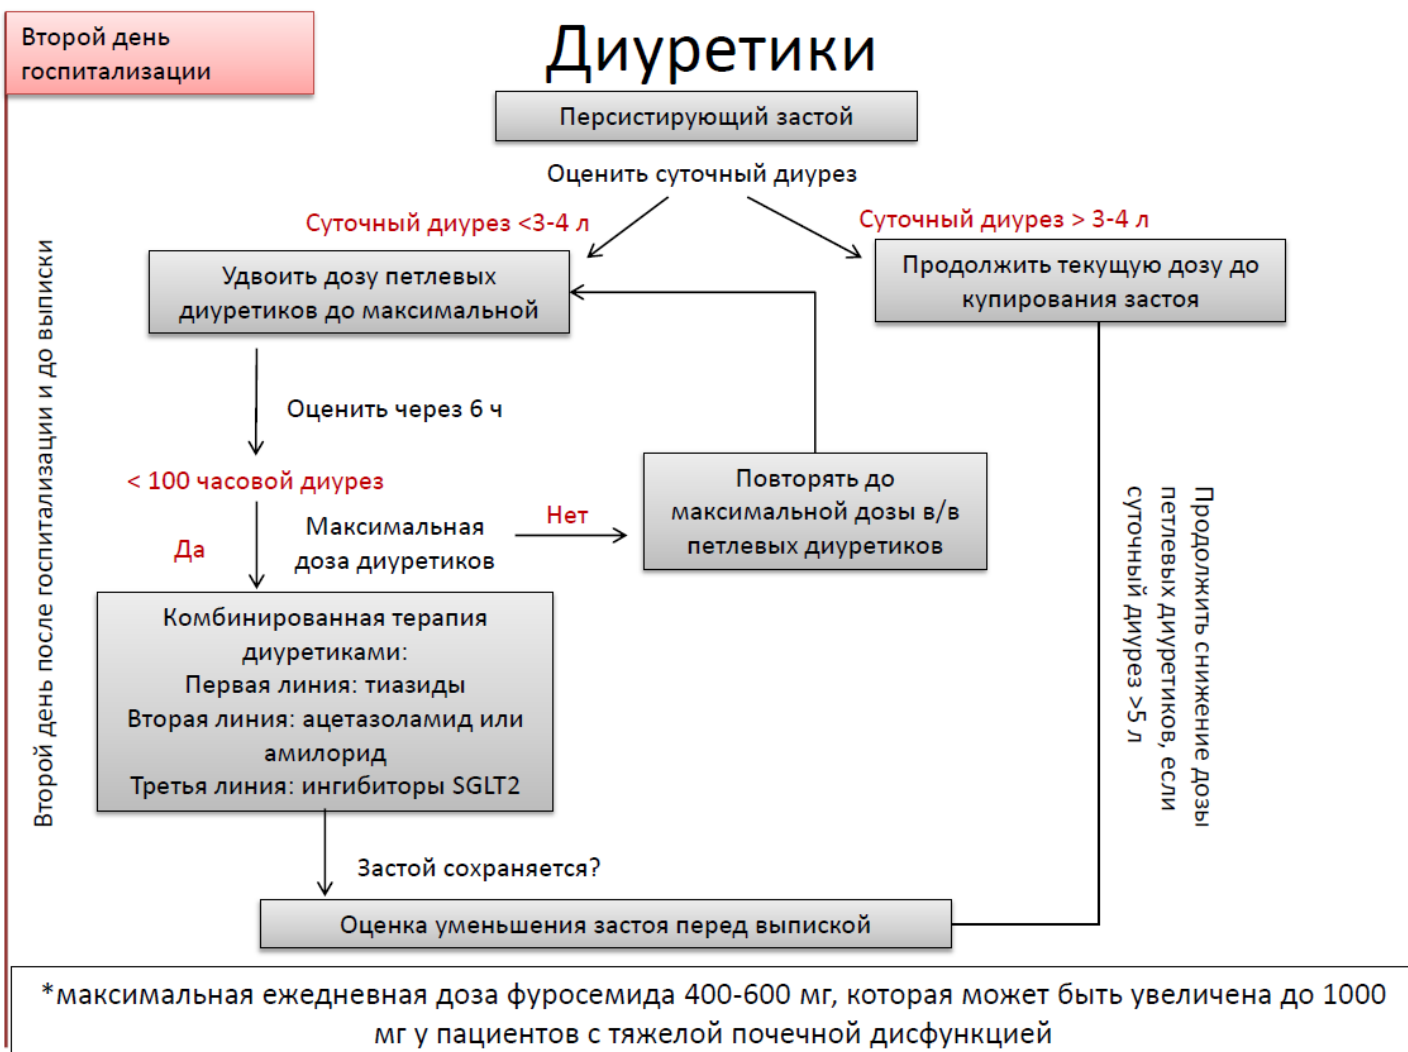 Второй день
госпитализации
Диуретики
Персистирующий застой
Оценить суточный диурез
Суточный диурез <3-4 л
Суточный диурез > 3-4 л
Удвоить дозу петлевых
диуретиков до максимальной
Продолжить текущую дозу до
купирования застоя
Оценить через 6 ч
< 100 часовой диурез
Да
Максимальная
доза диуретиков
Нет
Повторять до
максимальной дозы в/в
петлевых диуретиков
Комбинированная терапия
диуретиками:
Первая линия: тиазиды
Вторая линия: ацетазоламид или
амилорид
Третья линия: ингибиторы SGLT2
Застой сохраняется?
Оценка уменьшения застоя перед выпиской
Продолжить снижение дозы
петлевых диуретиков, если
суточный диурез >5 л
Второй день после госпитализации и до выписки
*максимальная ежедневная доза фуросемида 400-600 мг, которая может быть увеличена до 1000
мг у пациентов с тяжелой почечной дисфункцией